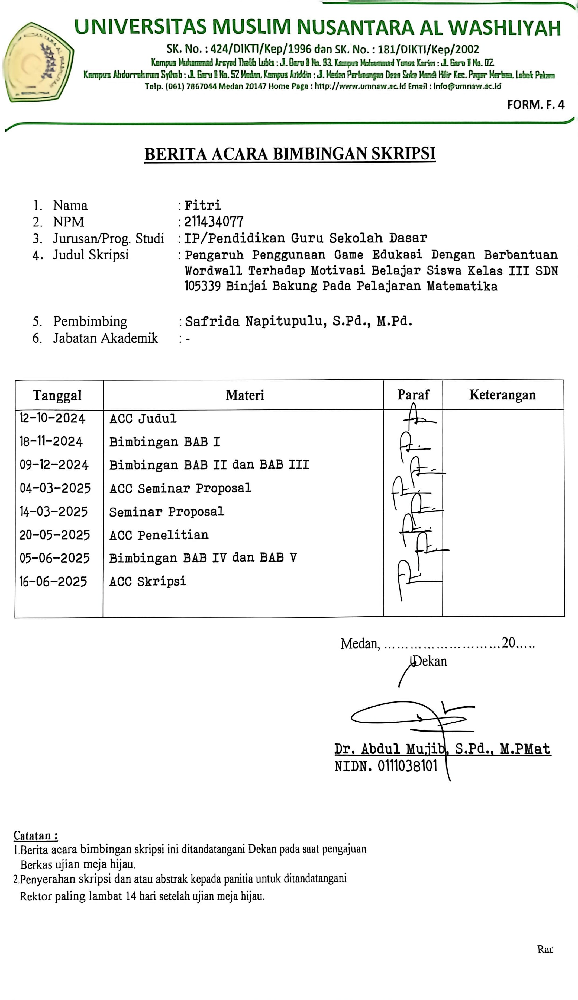 UNIVERSITAS MUSLIM NUSANTARA AL WASHLIYAH
SK. No. : 424/DIKTI/Kep/1996 dan SK. No. : 181/DIKTI/Kep/2002
Kampus Muhammad Arsyad Thalib Lubis : Jl. Garu II No. 93. Kampus Mohammad Yunus Karim : Jl. Garu II No. 02.
Kampus Abdurrahman Syihab : Jl. Garu II No. 52 Medan, Kampus : Jl. Medan Perbaungan Desa Suka Mandi Hilir Kec. Pagar Merbau. Lubuk Pakam
Telp. (061) 7867044 Medan 20147 Home Page : http://www.umnaw.ac.id Email : info@umnaw.ac.id
FORM. F. 4
BERITA ACARA BIMBINGAN SKRIPSI
1. Nama : Fitri
2. NPM : 211434077
3. Jurusan/Prog. Studi : IP/Pendidikan Guru Sekolah Dasar
4. Judul Skripsi : Pengaruh Penggunaan Game Edukasi Dengan Berbantuan
Wordwall Terhadap Motivasi Belajar Siswa Kelas III SDN
105339 Binjai Bakung Pada Pelajaran Matematika
5. Pembimbing : Safrida Napitupulu, S.Pd., M.Pd.
6. Jabatan Akademik : -
Tanggal Materi Paraf Keterangan
12-10-2024 ACC Judul
18-11-2024 Bimbingan BAB I
09-12-2024 Bimbingan BAB II dan BAB III
04-03-2025 ACC Seminar Proposal
14-03-2025 Seminar Proposal
20-05-2025 ACC Penelitian
05-06-2025 Bimbingan BAB IV dan BAB V
16-06-2025 ACC Skripsi
Medan, ..............................20.....
Dekan
Dr. Abdul Mujib, S.Pd., M.PMat
NIDN. 0111038101
Catatan :
1.Berita acara bimbingan skripsi ini ditandatangani Dekan pada saat pengajuan
Berkas ujian meja hijau.
2.Penyerahan skripsi dan atau abstrak kepada panitia untuk ditandatangani
Rektor paling lambat 14 hari setelah ujian meja hijau.
Rar